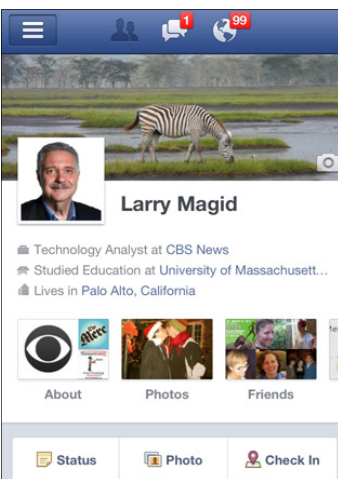 1
99
Larry Magid
Technology Analyst at CBS News
Studied Education at University of Massachusett...
Lives in Palo Alto, California
About
Photos
Friends
Status
Photo
Check In